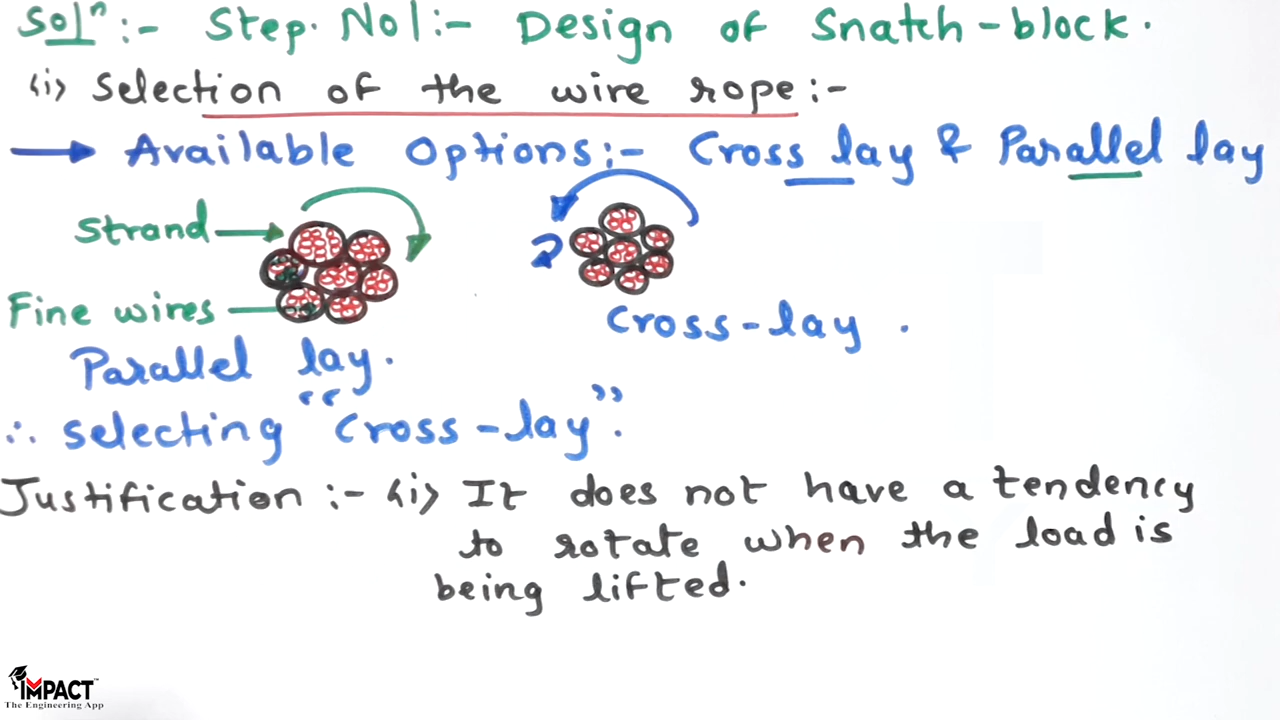 Solⁿ :- Step. No1:- Design of Snatch-block.
(i) Selection of the wire rope:-
→ Available Options:- Cross lay & Parallel lay
Strand
Fine wires
Parallel lay.
Cross-lay.
∴ selecting "Cross-lay".
Justification :- (i) It does not have a tendency
to rotate when the load is
being lifted.
IMPACT
The Engineering App